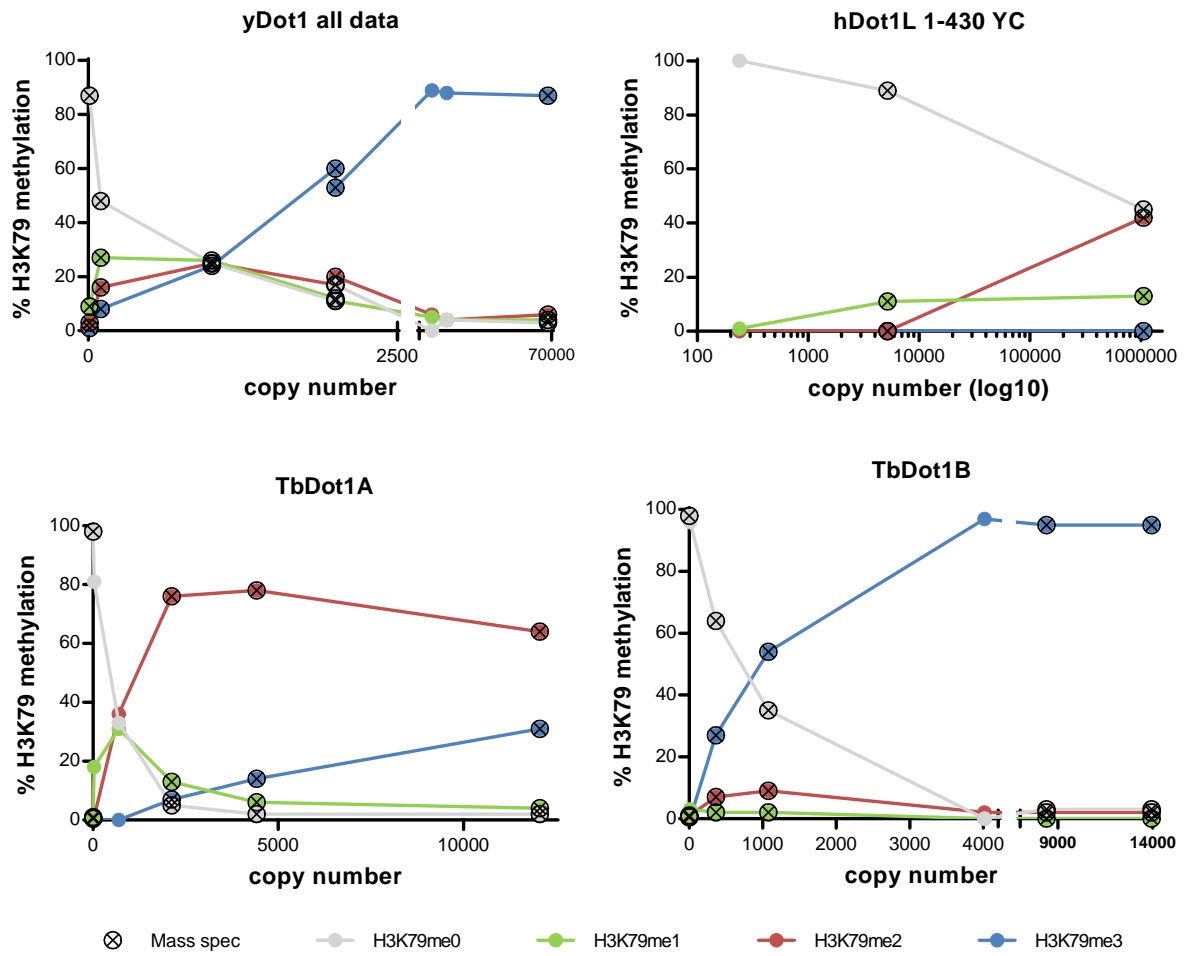 yDot1 all data
% H3K79 methylation
100
80
60
40
20
0
0 25000 70000
copy number
hDot1L 1-430 YC
% H3K79 methylation
100
80
60
40
20
0
100 1000 10000 100000 1000000
copy number (log10)
TbDot1A
% H3K79 methylation
100
80
60
40
20
0
0 5000 10000
copy number
TbDot1B
% H3K79 methylation
100
80
60
40
20
0
0 1000 2000 3000 4000 9000 14000
copy number
Mass spec H3K79me0 H3K79me1 H3K79me2 H3K79me3